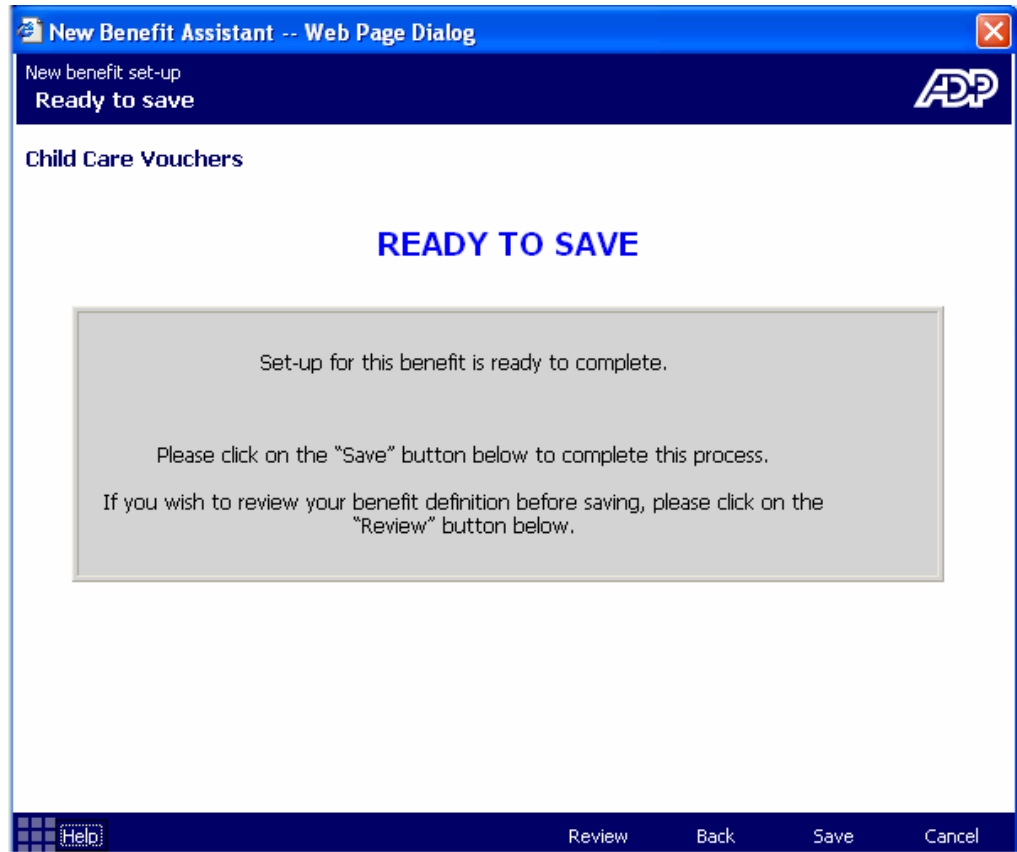 New Benefit Assistant -- Web Page Dialog
New benefit set-up
Ready to save
ADP
Child Care Vouchers
READY TO SAVE
Set-up for this benefit is ready to complete.
Please click on the “Save” button below to complete this process.
If you wish to review your benefit definition before saving, please click on the
“Review” button below.
Help Review Back Save Cancel